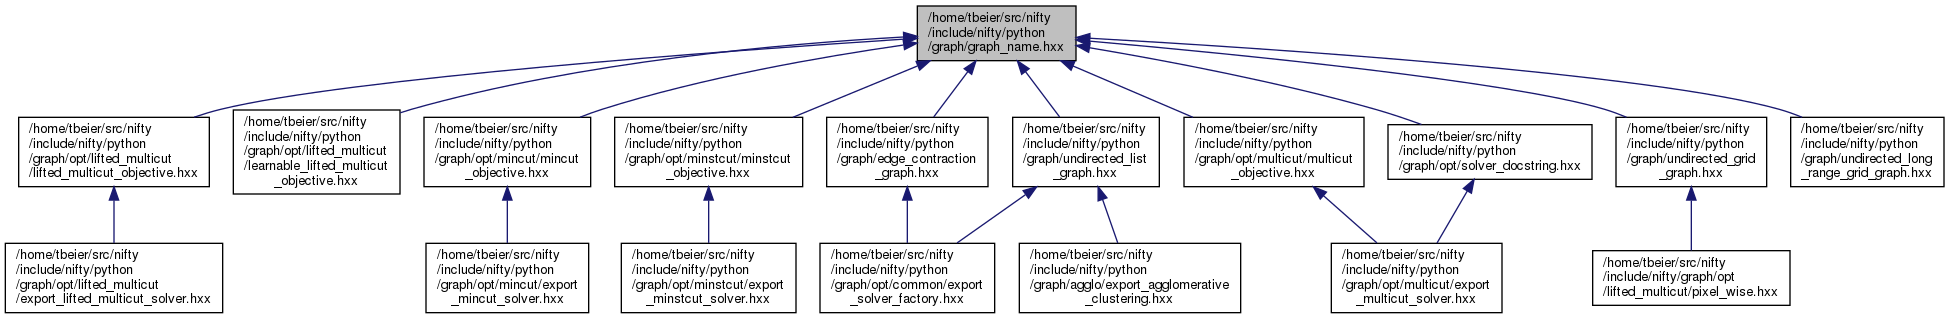 /home/tbeier/src/nifty
/include/nifty/python
/graph/graph_name.hxx
/home/tbeier/src/nifty
/include/nifty/python
/graph/opt/lifted_multicut
/lifted_multicut_objective.hxx
/home/tbeier/src/nifty
/include/nifty/python
/graph/opt/lifted_multicut
/learnable_lifted_multicut
_objective.hxx
/home/tbeier/src/nifty
/include/nifty/python
/graph/opt/mincut/mincut
_objective.hxx
/home/tbeier/src/nifty
/include/nifty/python
/graph/opt/minstcut/minstcut
_objective.hxx
/home/tbeier/src/nifty
/include/nifty/python
/graph/edge_contraction
_graph.hxx
/home/tbeier/src/nifty
/include/nifty/python
/graph/undirected_list
_graph.hxx
/home/tbeier/src/nifty
/include/nifty/python
/graph/opt/multicut/multicut
_objective.hxx
/home/tbeier/src/nifty
/include/nifty/python
/graph/opt/solver_docstring.hxx
/home/tbeier/src/nifty
/include/nifty/python
/graph/undirected_grid
_graph.hxx
/home/tbeier/src/nifty
/include/nifty/python
/graph/undirected_long
_range_grid_graph.hxx
/home/tbeier/src/nifty
/include/nifty/python
/graph/opt/lifted_multicut
/export_lifted_multicut_solver.hxx
/home/tbeier/src/nifty
/include/nifty/python
/graph/opt/mincut/export
_mincut_solver.hxx
/home/tbeier/src/nifty
/include/nifty/python
/graph/opt/minstcut/export
_minstcut_solver.hxx
/home/tbeier/src/nifty
/include/nifty/python
/graph/opt/common/export
_solver_factory.hxx
/home/tbeier/src/nifty
/include/nifty/python
/graph/agglo/export_agglomerative
_clustering.hxx
/home/tbeier/src/nifty
/include/nifty/python
/graph/opt/multicut/export
_multicut_solver.hxx
/home/tbeier/src/nifty
/include/nifty/graph/opt
/lifted_multicut/pixel_wise.hxx